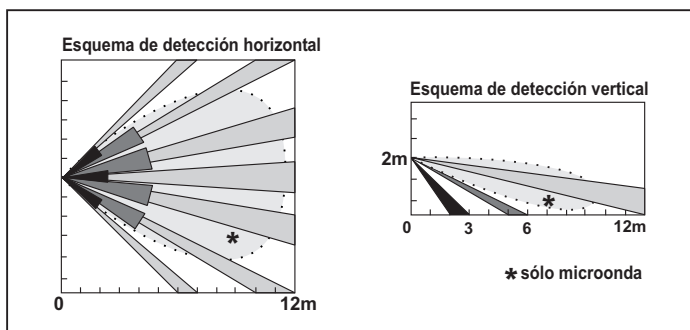 Esquema de detección horizontal
0
12m
Esquema de detección vertical
2m
0
3
6
12m
* sólo microonda